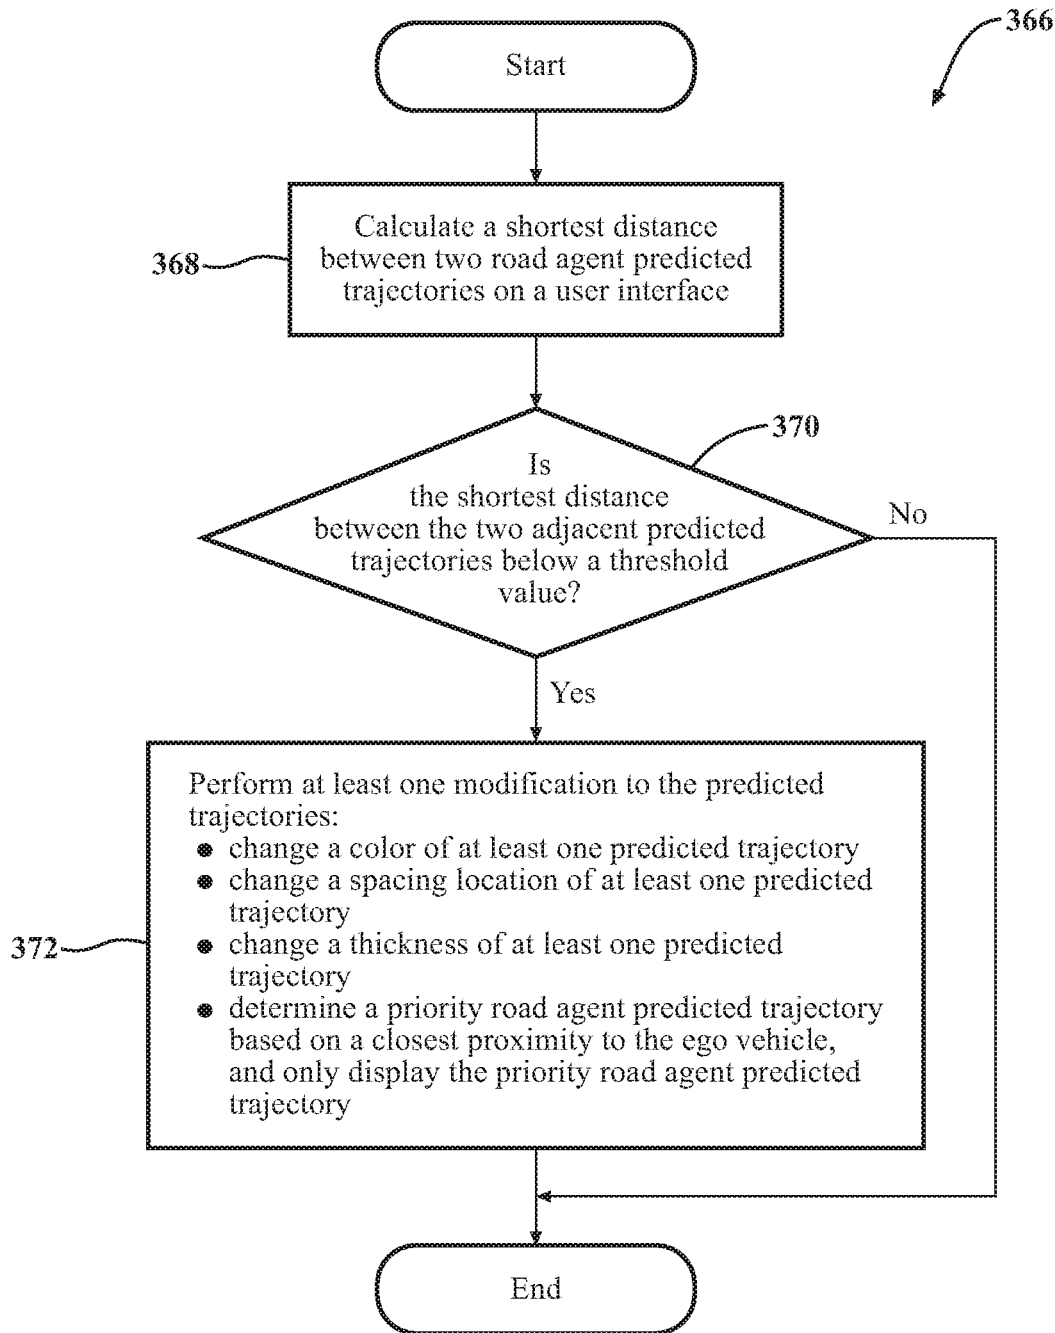 366
Start
368
Calculate a shortest distance
between two road agent predicted
trajectories on a user interface
370
Is
the shortest distance
between the two adjacent predicted
trajectories below a threshold
value?
No
Yes
372
Perform at least one modification to the predicted
trajectories:
● change a color of at least one predicted trajectory
● change a spacing location of at least one predicted
trajectory
● change a thickness of at least one predicted
trajectory
● determine a priority road agent predicted trajectory
based on a closest proximity to the ego vehicle,
and only display the priority road agent predicted
trajectory
End